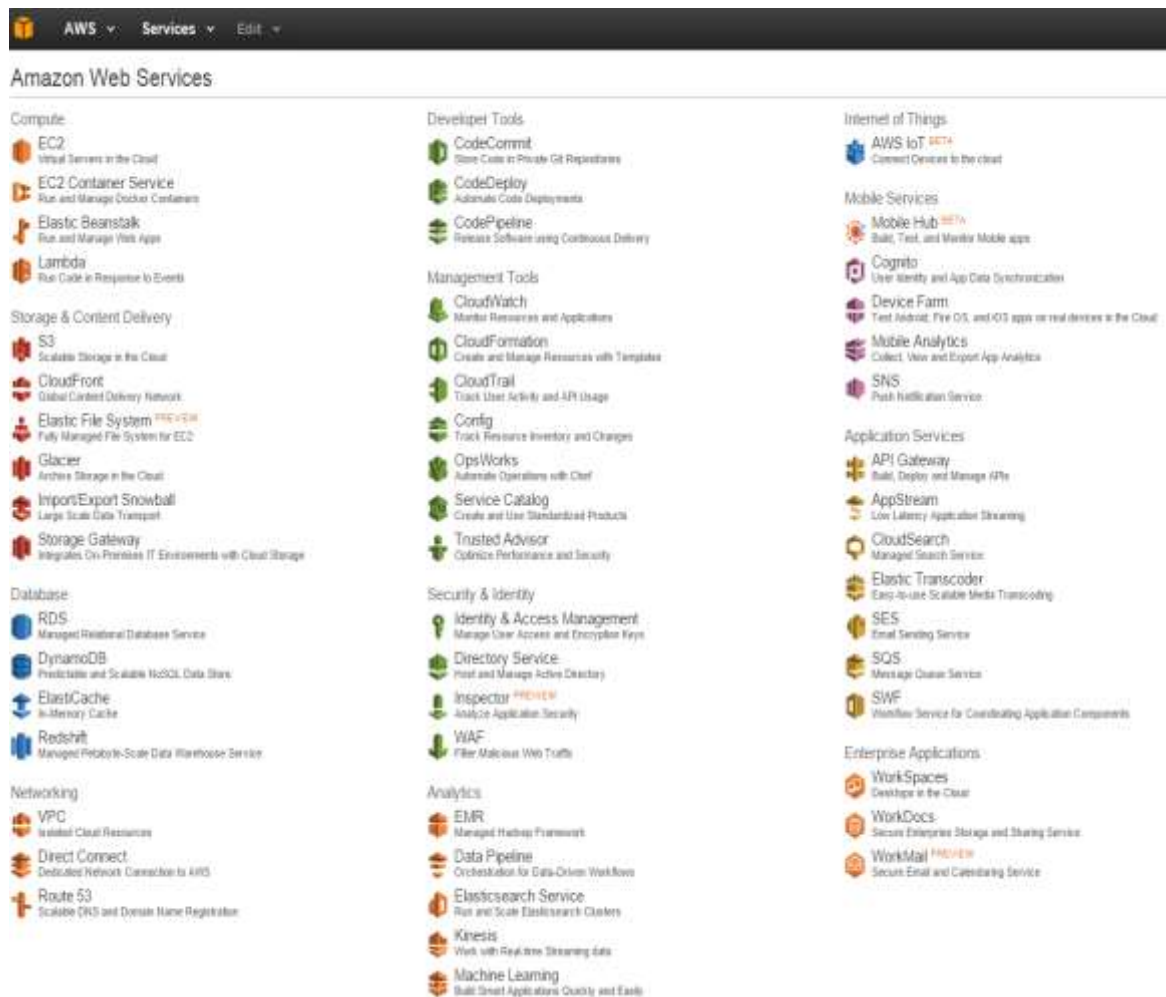 AWS Services Edit
Amazon Web Services
Compute
EC2
Virtual Servers in the Cloud
EC2 Container Service
Run and Manage Docker Containers
Elastic Beanstalk
Run and Manage Web Apps
Lambda
Run Code in Response to Events
Storage & Content Delivery
S3
Scalable Storage in the Cloud
CloudFront
Global Content Delivery Network
Elastic File System PREVIEW
Fully Managed File System for EC2
Glacier
Archive Storage in the Cloud
Import/Export Snowball
Large Scale Data Transport
Storage Gateway
Integrates On-Premises IT Environments with Cloud Storage
Database
RDS
Managed Relational Database Service
DynamoDB
Predictable and Scalable NoSQL Data Store
ElastiCache
In-Memory Cache
Redshift
Managed Petabyte-Scale Data Warehouse Service
Networking
VPC
Isolated Cloud Resources
Direct Connect
Dedicated Network Connection to AWS
Route 53
Scalable DNS and Domain Name Registration
Developer Tools
CodeCommit
Store Code in Private Git Repositories
CodeDeploy
Automate Code Deployments
CodePipeline
Release Software using Continuous Delivery
Management Tools
CloudWatch
Monitor Resources and Applications
CloudFormation
Create and Manage Resources with Templates
CloudTrail
Track User Activity and API Usage
Config
Track Resource Inventory and Changes
OpsWorks
Automate Operations with Chef
Service Catalog
Create and Use Standardized Products
Trusted Advisor
Optimize Performance and Security
Security & Identity
Identity & Access Management
Manage User Access and Encryption Keys
Directory Service
Host and Manage Active Directory
Inspector PREVIEW
Analyze Application Security
WAF
Filter Malicious Web Traffic
Analytics
EMR
Managed Hadoop Framework
Data Pipeline
Orchestration for Data-Driven Workflows
Elasticsearch Service
Run and Scale Elasticsearch Clusters
Kinesis
Work with Real-time Streaming data
Machine Learning
Build Smart Applications Quickly and Easily
Internet of Things
AWS IoT BETA
Connect Devices to the cloud
Mobile Services
Mobile Hub BETA
Build, Test, and Monitor Mobile apps
Cognito
User Identity and App Data Synchronization
Device Farm
Test Android, Fire OS, and iOS apps on real devices in the Cloud
Mobile Analytics
Collect, View and Export App Analytics
SNS
Push Notification Service
Application Services
API Gateway
Build, Deploy and Manage APIs
AppStream
Low Latency Application Streaming
CloudSearch
Managed Search Service
Elastic Transcoder
Easy-to-use Scalable Media Transcoding
SES
Email Sending Service
SQS
Message Queue Service
SWF
Workflow Service for Coordinating Application Components
Enterprise Applications
WorkSpaces
Desktops in the Cloud
WorkDocs
Secure Enterprise Storage and Sharing Service
WorkMail PREVIEW
Secure Email and Calendaring Service